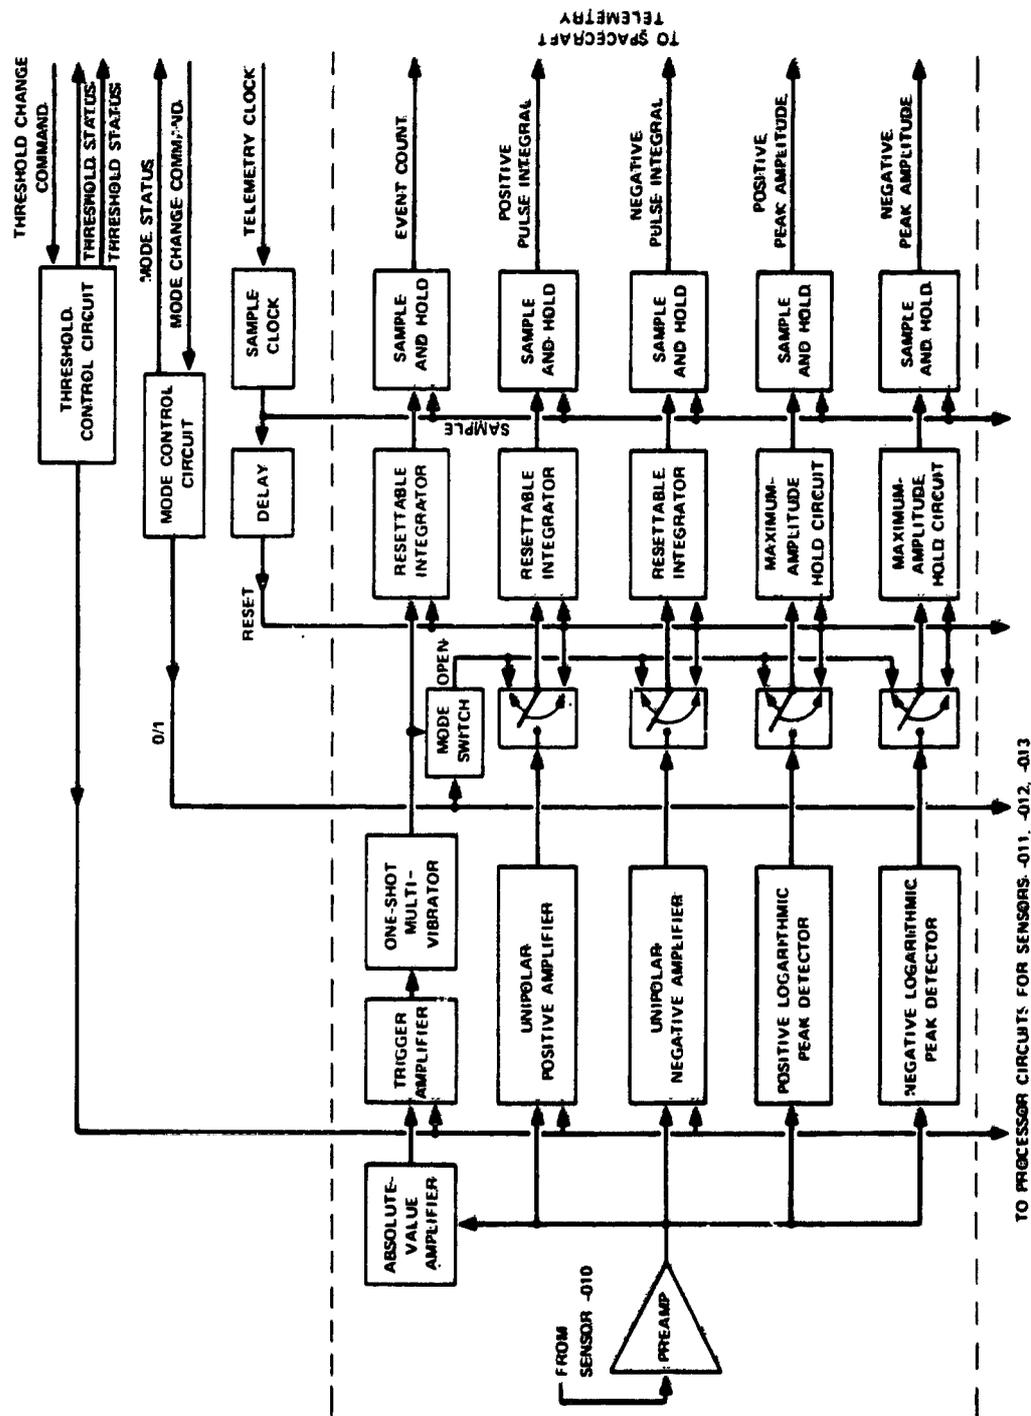 THRESHOLD CHANGE
COMMAND
THRESHOLD STATUS
THRESHOLD STATUS
MODE STATUS
MODE CHANGE COMMAND
TELEMETRY CLOCK
THRESHOLD
CONTROL CIRCUIT
MODE CONTROL
CIRCUIT
SAMPLE
CLOCK
DELAY
RESET
0/1
EVENT COUNT
POSITIVE
PULSE INTEGRAL
NEGATIVE
PULSE INTEGRAL
POSITIVE
PEAK AMPLITUDE
NEGATIVE
PEAK AMPLITUDE
TO SPACECRAFT
TELEMETRY
SAMPLE
AND HOLD
SAMPLE
AND HOLD
SAMPLE
AND HOLD
SAMPLE
AND HOLD
SAMPLE
AND HOLD
SAMPLE
RESETTABLE
INTEGRATOR
RESETTABLE
INTEGRATOR
RESETTABLE
INTEGRATOR
MAXIMUM-
AMPLITUDE
HOLD CIRCUIT
MAXIMUM-
AMPLITUDE
HOLD CIRCUIT
OPEN
MODE
SWITCH
ONE-SHOT
MULTI-
VIBRATOR
TRIGGER
AMPLIFIER
ABSOLUTE-
VALUE
AMPLIFIER
UNIPOLAR
POSITIVE AMPLIFIER
UNIPOLAR
NEGATIVE AMPLIFIER
POSITIVE LOGARITHMIC
PEAK DETECTOR
NEGATIVE LOGARITHMIC
PEAK DETECTOR
FROM
SENSOR -010
PREAMP
TO PROCESSOR CIRCUITS FOR SENSORS -011, -012, -013